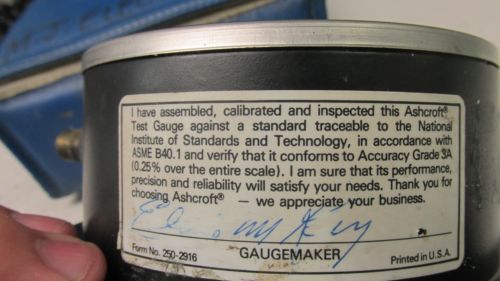 I have assembled, calibrated and inspected this Ashcroft®
Test Gauge against a standard traceable to the National
Institute of Standards and Technology, in accordance with
ASME B40.1 and verify that it conforms to Accuracy Grade 3A
(0.25% over the entire scale). I am sure that its performance,
precision and reliability will satisfy your needs. Thank you for
choosing Ashcroft® — we appreciate your business.
Form No. 250-2916
GAUGEMAKER
Printed in U.S.A.